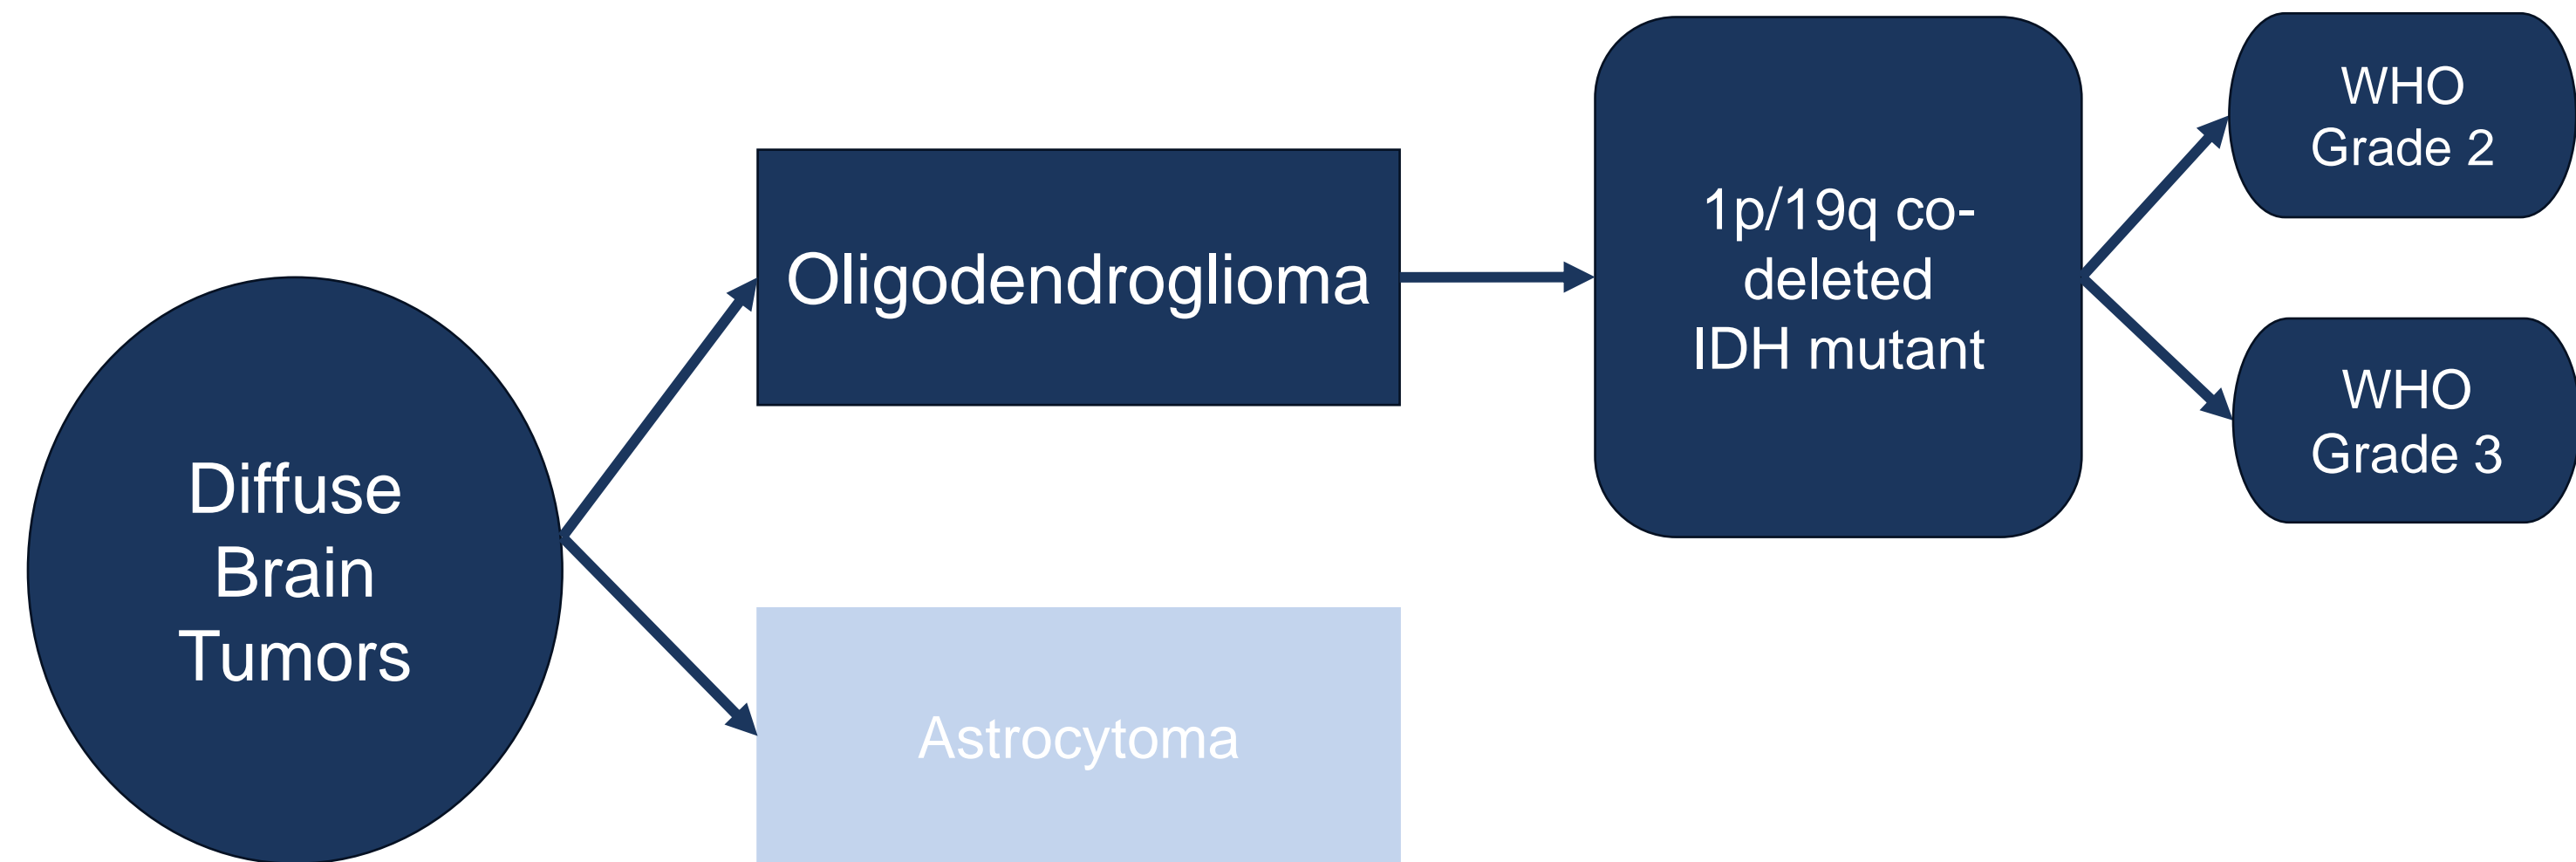 Diffuse
Brain
Tumors
Oligodendroglioma
Astrocytoma
1p/19q co-
deleted
IDH mutant
WHO
Grade 2
WHO
Grade 3